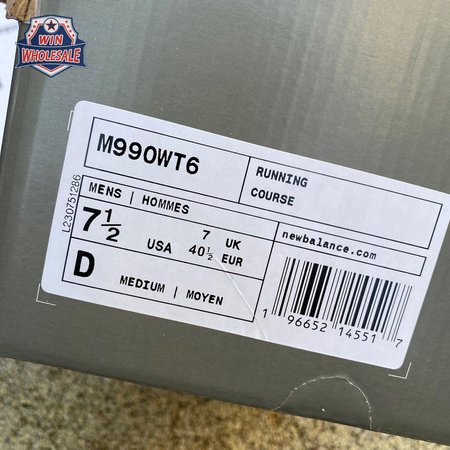 WIN
WHOLESALE
M990WT6
RUNNING
COURSE
L230751286
MENS | HOMMES
7½ USA
7 UK
40½ EUR
D
MEDIUM | MOYEN
newbalance.com
1 96652 14551 7